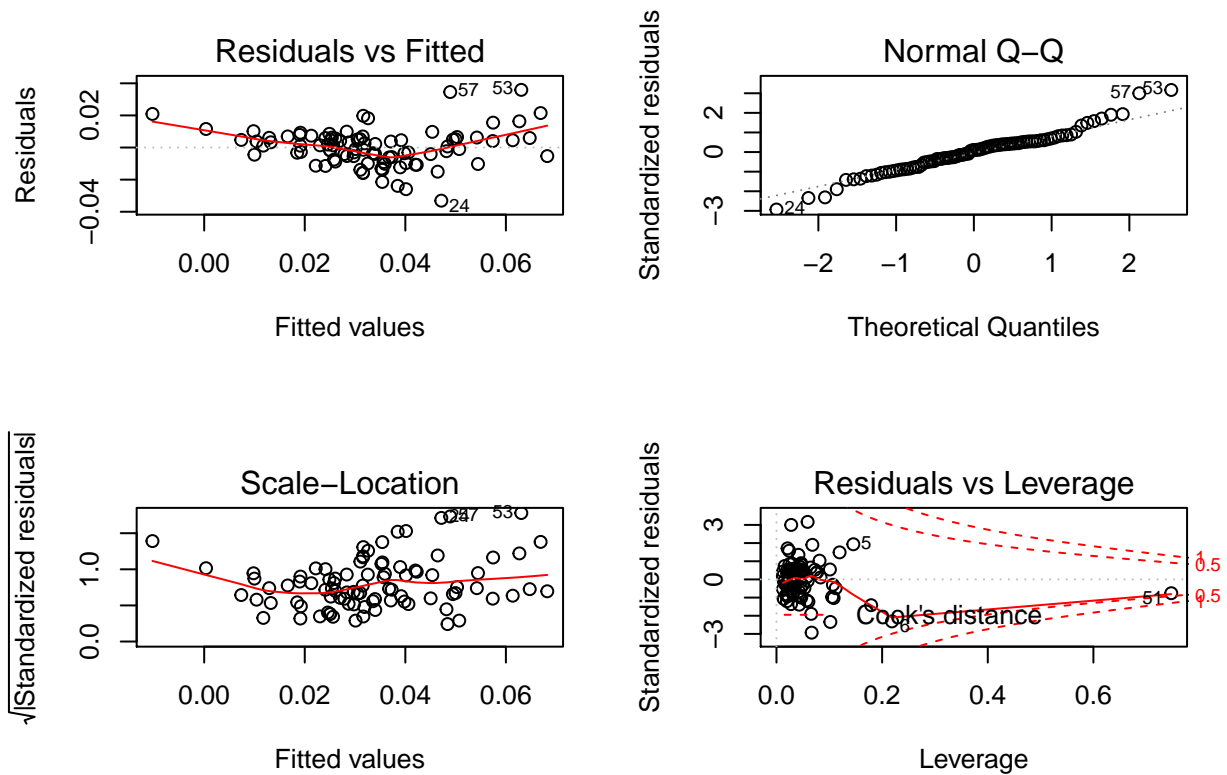 Residuals vs Fitted
Residuals
−0.04 0.02
0.00 0.02 0.04 0.06
Fitted values
57
53
24
Normal Q−Q
Standardized residuals
−3 0 2
−2 −1 0 1 2
Theoretical Quantiles
57 53
24
Scale−Location
√|Standardized residuals|
0.0 1.0
0.00 0.02 0.04 0.06
Fitted values
53
24
57
Residuals vs Leverage
Standardized residuals
−3 0 3
0.0 0.2 0.4 0.6
Leverage
5
51
6
Cook's distance
1
0.5
0.5
1